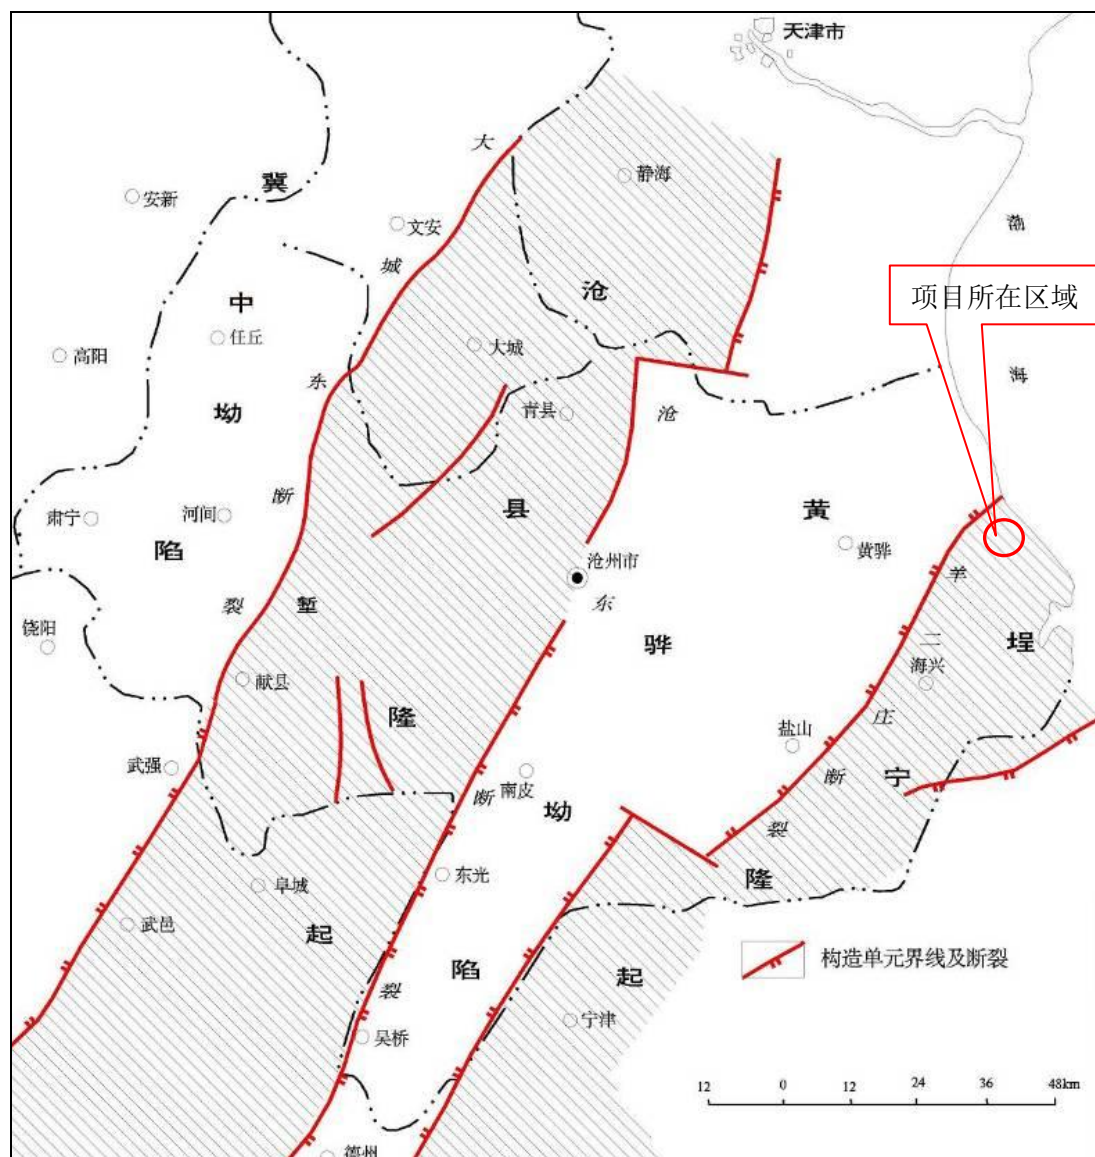 天津市
大
静海
冀
安新
文安
渤
城
沧
项目所在区域
中
任丘
大城
高阳
海
东
坳
青县
沧
断
县
黄
肃宁
河间
陷
黄骅
沧州市
羊
裂
堑
东
饶阳
二
埕
骅
海兴
献县
隆
庄
盐山
武强
断
宁
断
南皮
坳
裂
东光
隆
阜城
武邑
起
构造单元界线及断裂
陷
起
裂
宁津
吴桥
12 0 12 24 36 48km
德州